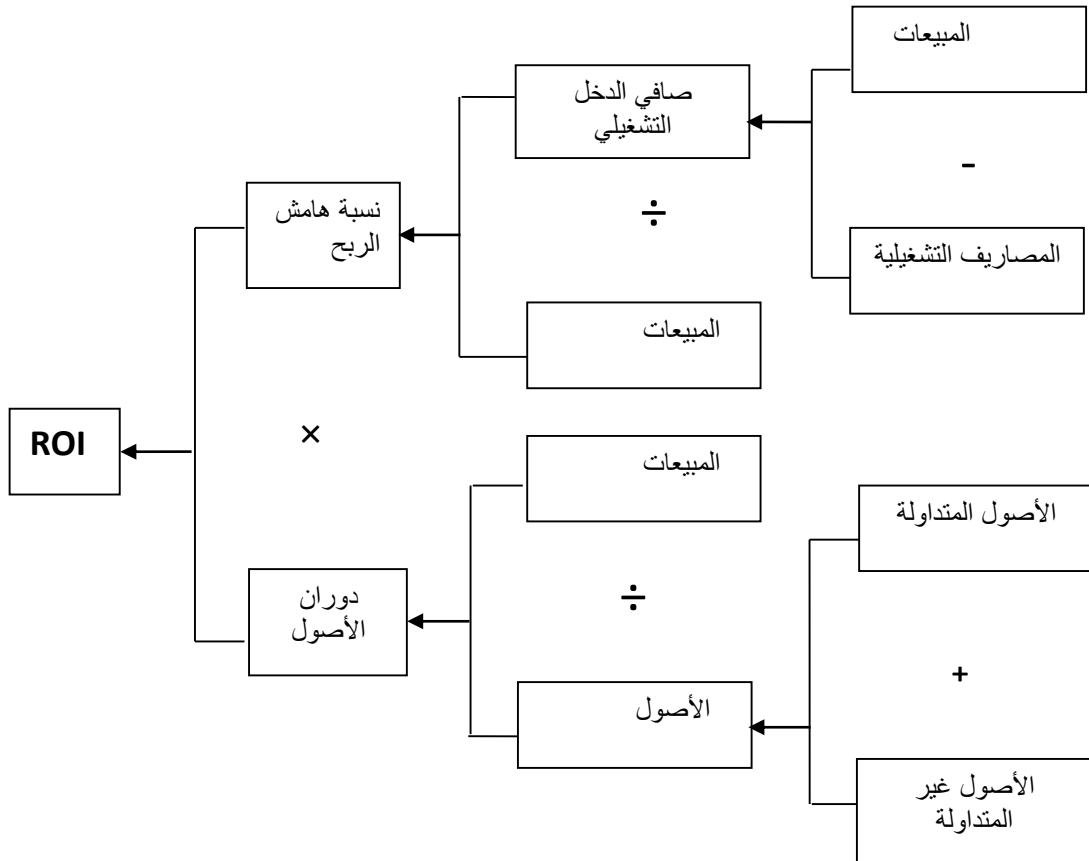 المبيعات
صافي الدخل
التشغيلي
-
نسبة هامش
الربح
÷
المصاريف التشغيلية
المبيعات
ROI
×
المبيعات
الأصول المتداولة
دوران
الأصول
÷
+
الأصول
الأصول غير
المتداولة